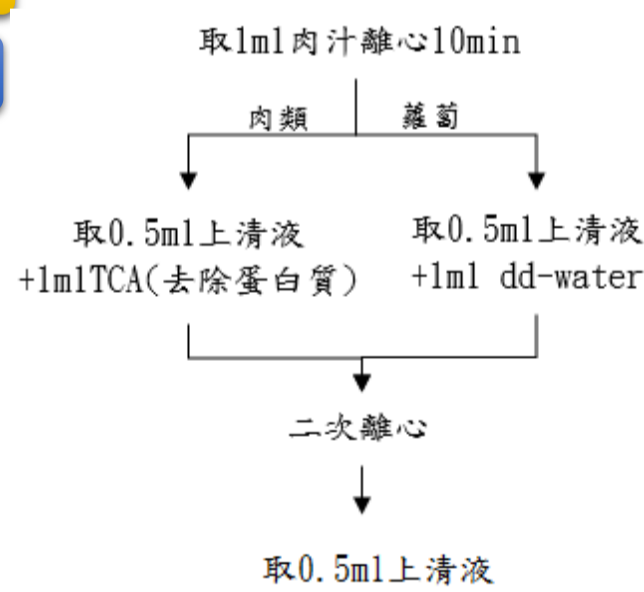 取1ml肉汁離心10min
肉類
蘿蔔
取0.5ml上清液
+1mlTCA(去除蛋白質)
取0.5ml上清液
+1ml dd-water
二次離心
取0.5ml上清液